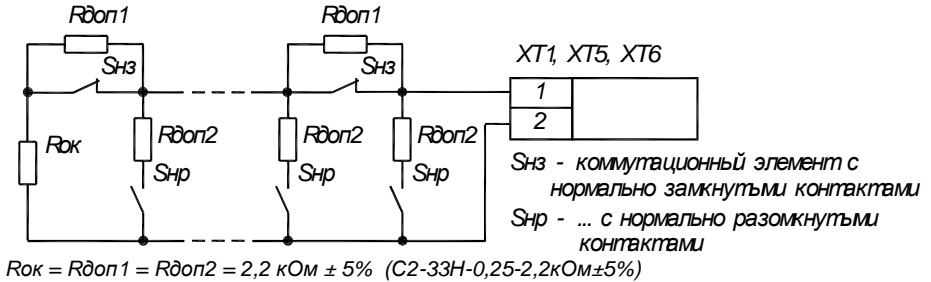 Rдоп1 Rдоп1
Sнз Sнз
XT1, XT5, XT6
1
2
Rок Rдоп2 Rдоп2 Rдоп2
Sнр Sнр Sнр
Sнз - коммутационный элемент с
нормально замкнутыми контактами
Sнр - ... с нормально разомкнутыми
контактами
Rок = Rдоп1 = Rдоп2 = 2,2 кОм ± 5% (С2-33Н-0,25-2,2кОм±5%)